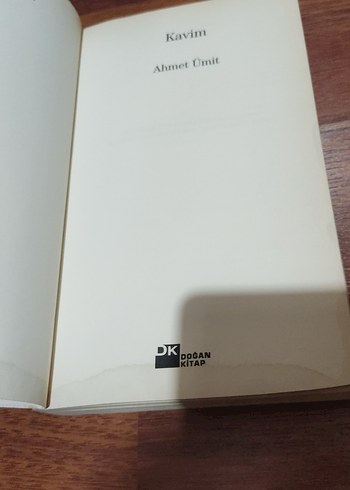 Kavim
Ahmet Ümit
DK
DOĞAN
KİTAP